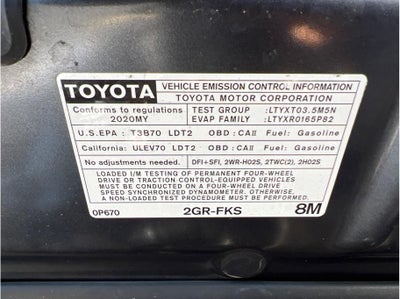 TOYOTA VEHICLE EMISSION CONTROL INFORMATION
TOYOTA MOTOR CORPORATION
Conforms to regulations 2020MY
TEST GROUP : LTYXT03.5M5N
EVAP FAMILY : LTYXR0165P82
U.S.EPA : T3B70 LDT2 OBD : CAII Fuel: Gasoline
California: ULEV70 LDT2 OBD : CAII Fuel: Gasoline
No adjustments needed. DFI+SFI, 2WR-HO2S, 2TWC(2), 2HO2S
LOADED I/M TESTING OF PERMANENT FOUR-WHEEL
DRIVE OR TRACTION CONTROL-EQUIPPED VEHICLES
MUST BE CONDUCTED ON A FOUR-WHEEL DRIVE
SPEED SYNCHRONIZED DYNAMOMETER. OTHERWISE,
A NON-LOADED TEST PROCEDURE MUST BE PERFORMED.
0P670 2GR-FKS 8M